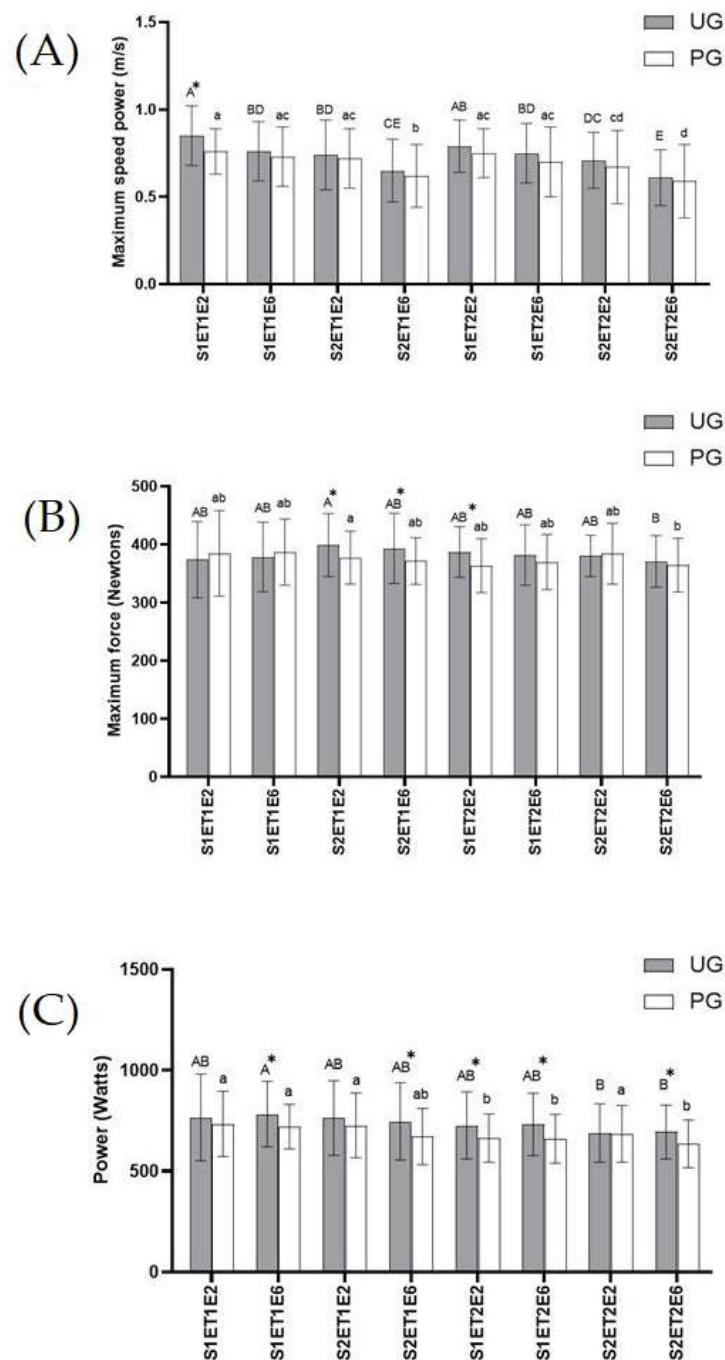 (A)
UG
PG
Maximum speed power (m/s)
1.5
1.0
0.5
0.0
A* a BD ac BD ac CE b AB ac BD ac DC cd E d
S1ET1E2 S1ET1E6 S2ET1E2 S2ET1E6 S1ET2E2 S1ET2E6 S2ET2E2 S2ET2E6
(B)
UG
PG
Maximum force (Newtons)
500
400
300
200
100
0
AB ab AB ab A* a AB* ab AB* ab AB ab AB ab B b
S1ET1E2 S1ET1E6 S2ET1E2 S2ET1E6 S1ET2E2 S1ET2E6 S2ET2E2 S2ET2E6
(C)
UG
PG
Power (Watts)
1500
1000
500
0
AB a A* a AB a AB* ab AB* b AB* b B a B* b
S1ET1E2 S1ET1E6 S2ET1E2 S2ET1E6 S1ET2E2 S1ET2E6 S2ET2E2 S2ET2E6